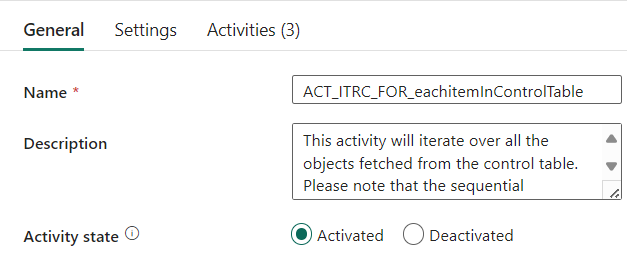 General Settings Activities (3)
Name * ACT_ITRC_FOR_eachitemInControlTable
Description This activity will iterate over all the
objects fetched from the control table.
Please note that the sequential
Activity state Activated Deactivated